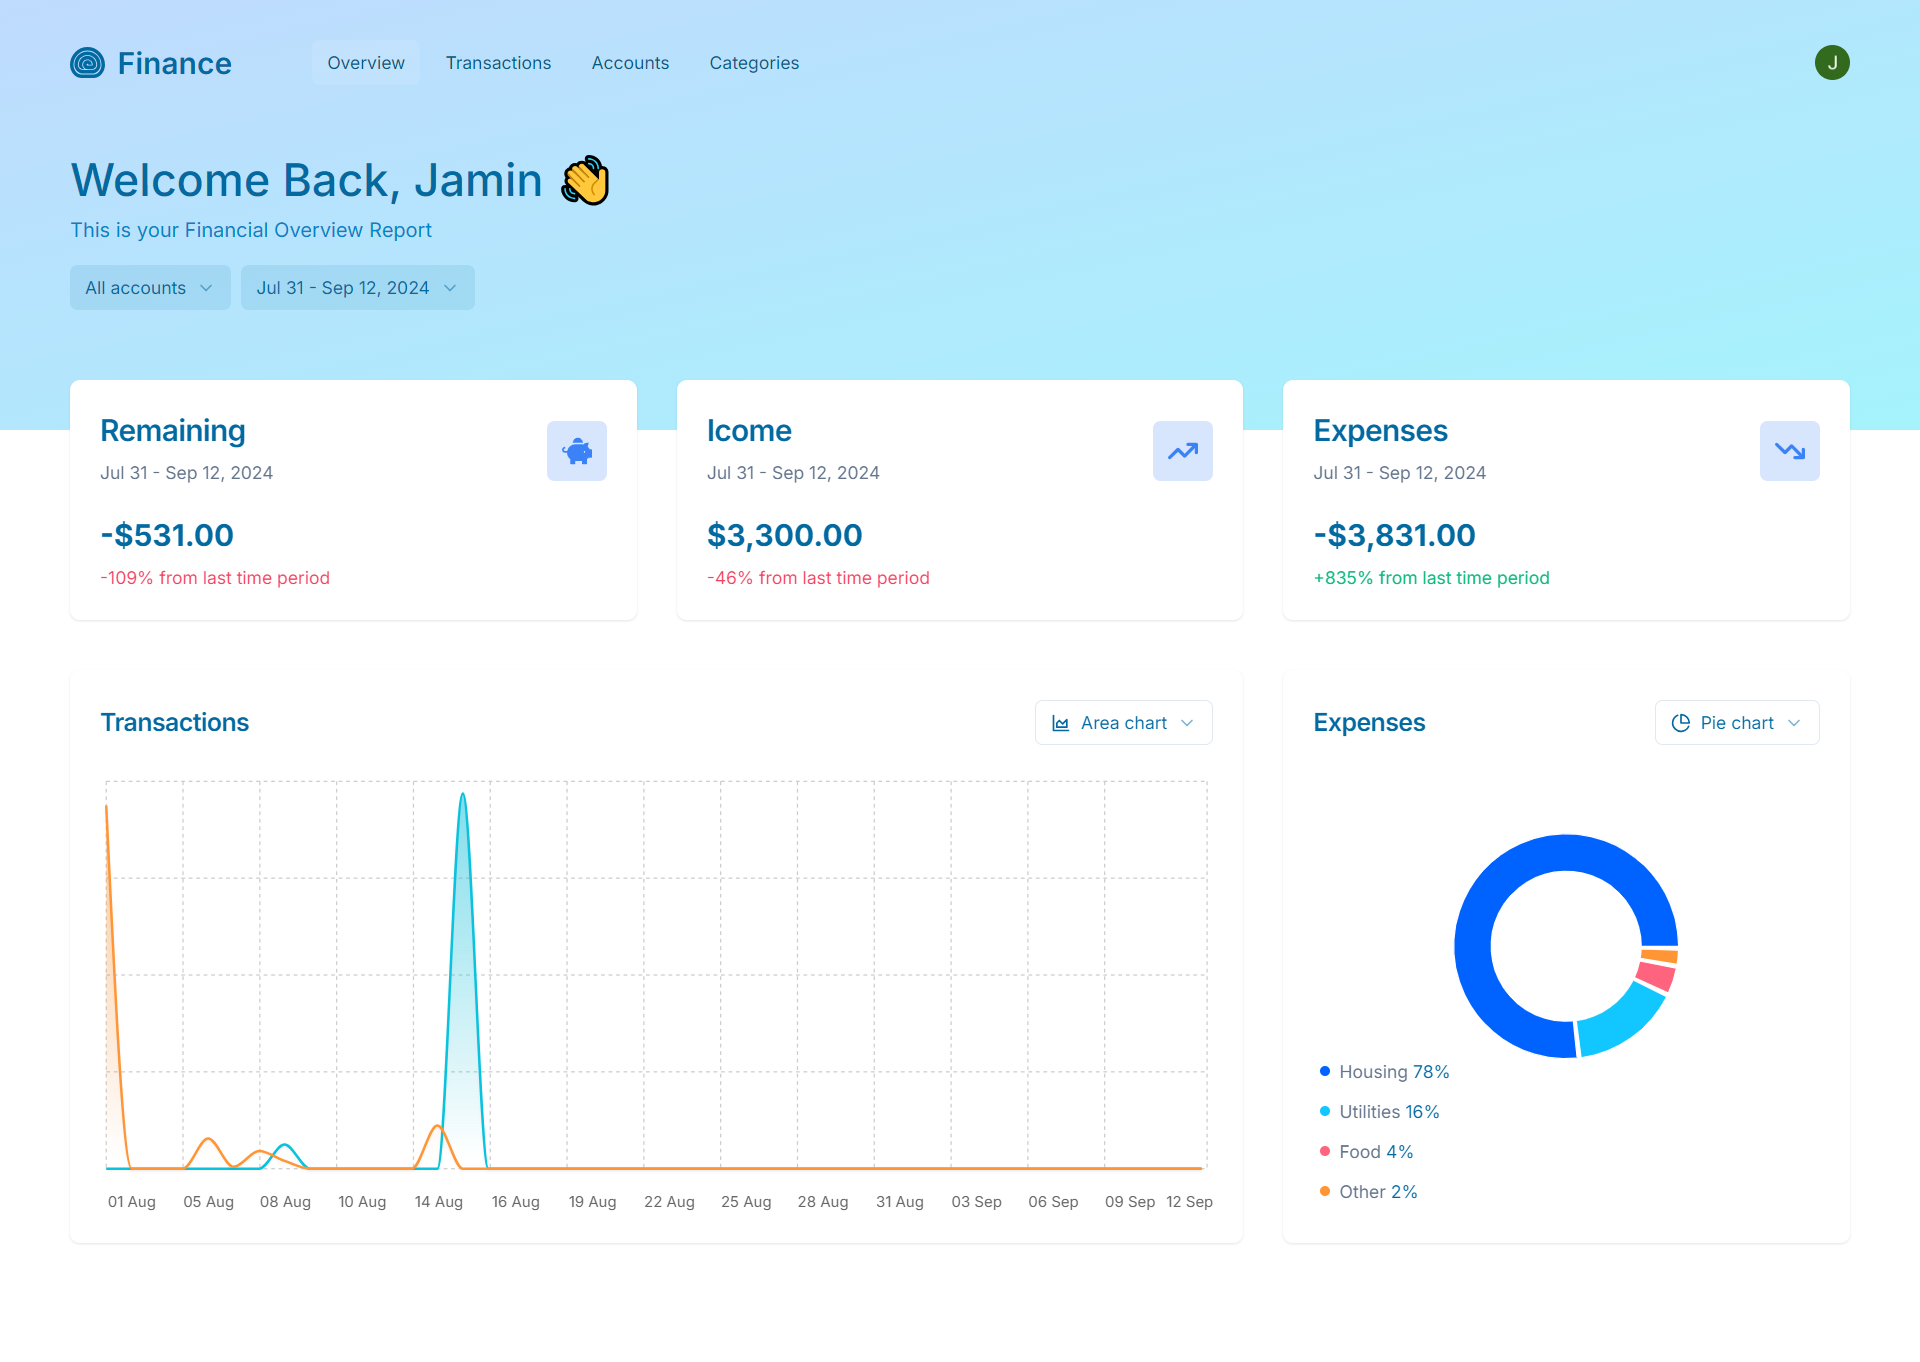 Finance
Overview
Transactions
Accounts
Categories
J
Welcome Back, Jamin 👋
This is your Financial Overview Report
All accounts
Jul 31 - Sep 12, 2024
Remaining
Jul 31 - Sep 12, 2024
-$531.00
-109% from last time period
Icome
Jul 31 - Sep 12, 2024
$3,300.00
-46% from last time period
Expenses
Jul 31 - Sep 12, 2024
-$3,831.00
+835% from last time period
Transactions
Area chart
01 Aug 05 Aug 08 Aug 10 Aug 14 Aug 16 Aug 19 Aug 22 Aug 25 Aug 28 Aug 31 Aug 03 Sep 06 Sep 09 Sep 12 Sep
Expenses
Pie chart
Housing 78%
Utilities 16%
Food 4%
Other 2%